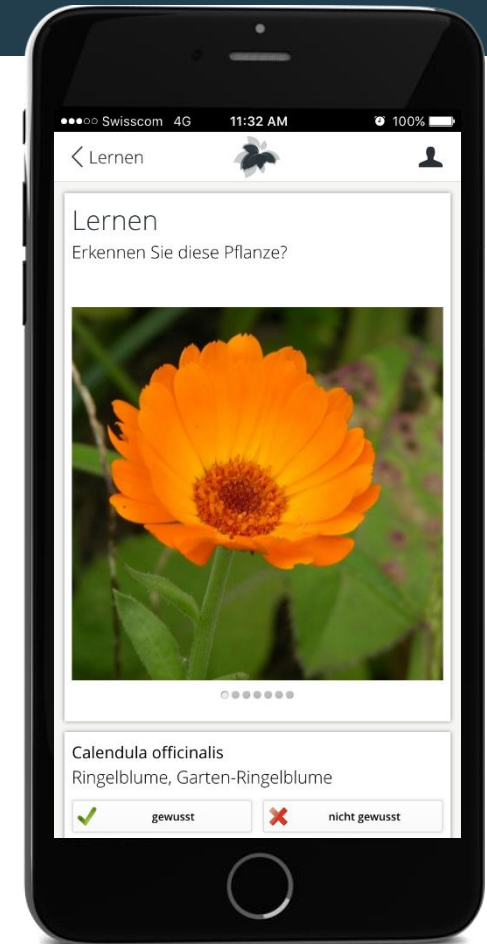 Swisscom 4G 11:32 AM 100%
Lernen
Lernen
Erkennen Sie diese Pflanze?
Calendula officinalis
Ringelblume, Garten-Ringelblume
gewusst nicht gewusst